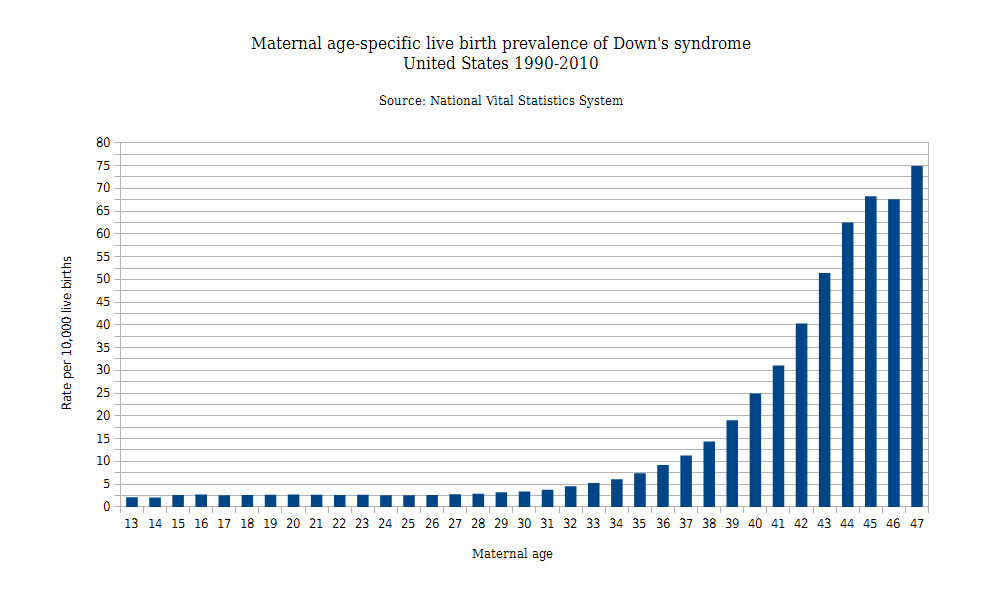 Maternal age-specific live birth prevalence of Down's syndrome
United States 1990-2010
Source: National Vital Statistics System
80
75
70
65
60
55
50
45
40
35
30
25
20
15
10
5
0
Rate per 10,000 live births
13 14 15 16 17 18 19 20 21 22 23 24 25 26 27 28 29 30 31 32 33 34 35 36 37 38 39 40 41 42 43 44 45 46 47
Maternal age